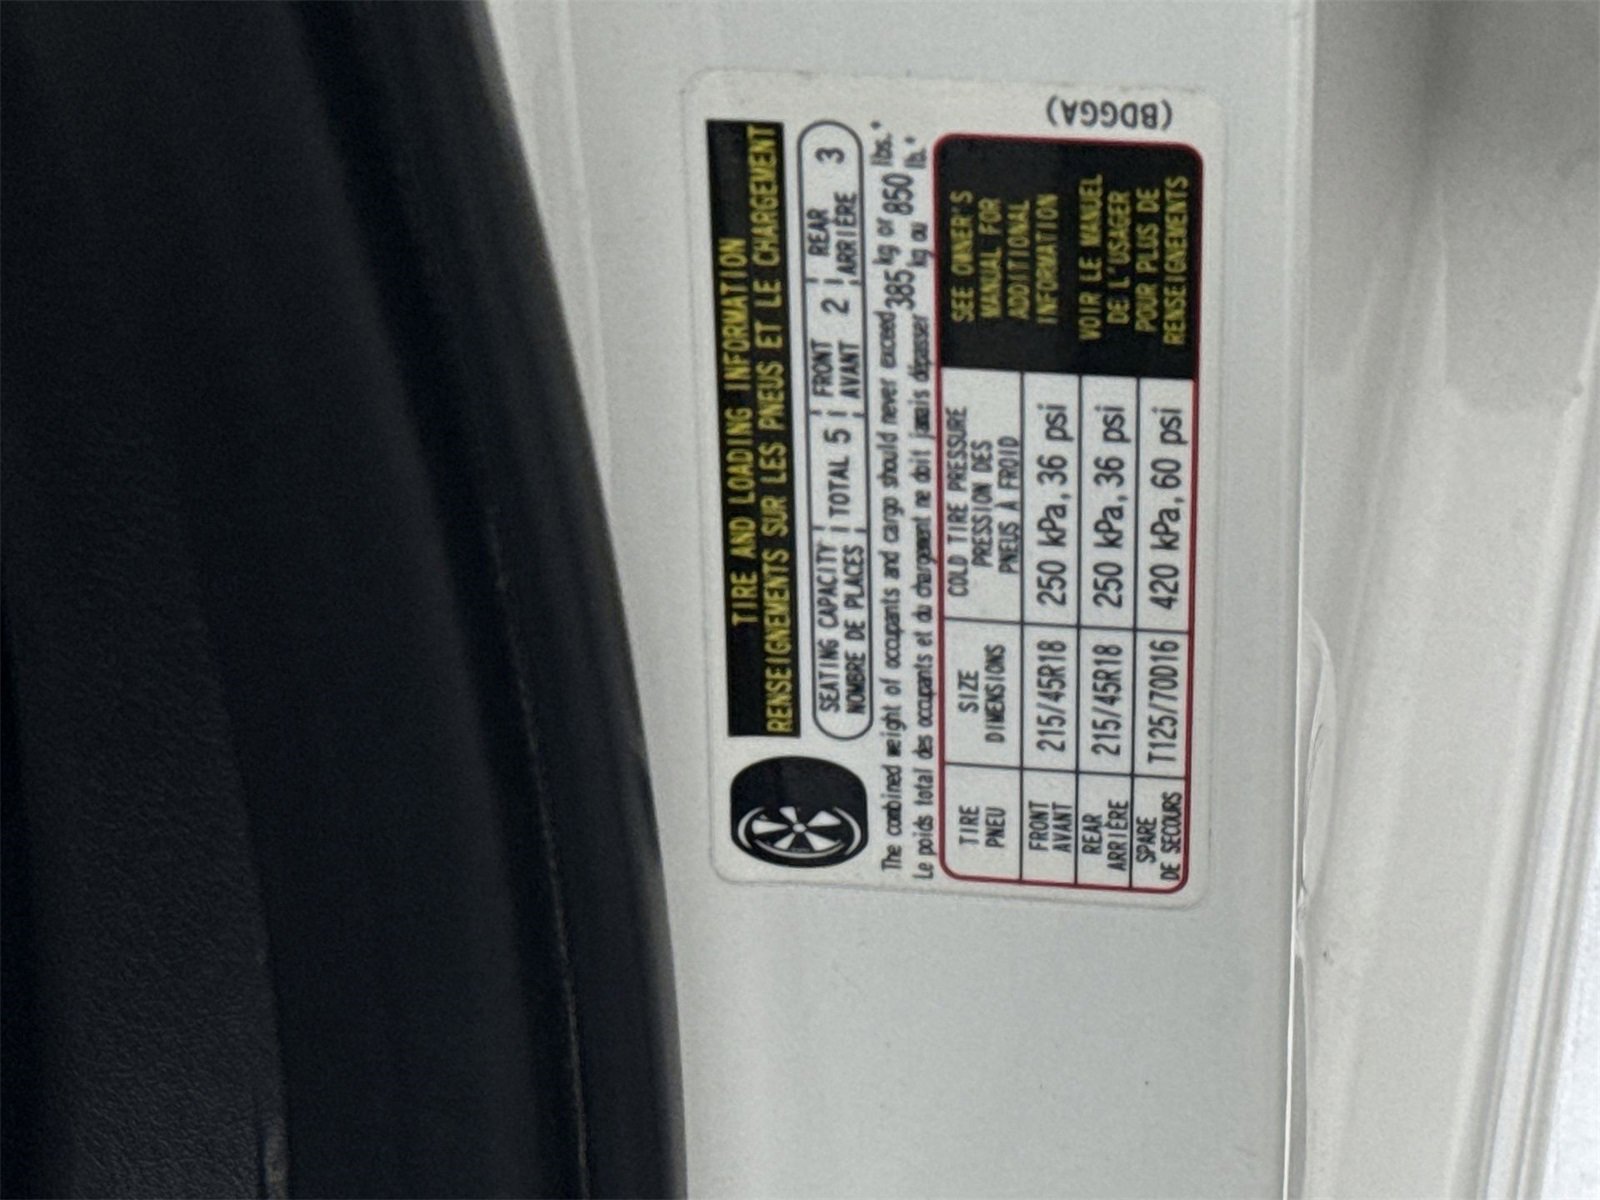 TIRE AND LOADING INFORMATION
RENSEIGNEMENTS SUR LES PNEUS ET LE CHARGEMENT
SEATING CAPACITY TOTAL 5 FRONT 2 REAR 3
NOMBRE DE PLACES AVANT ARRIÈRE
The combined weight of occupants and cargo should never exceed 385 kg or 850 lbs.*
Le poids total des occupants et du chargement ne doit jamais dépasser kg ou lb.*
TIRE SIZE COLD TIRE PRESSURE
PNEU DIMENSIONS PRESSION DES
PNEUS À FROID
FRONT 215/45R18 250 kPa, 36 psi
AVANT
REAR 215/45R18 250 kPa, 36 psi
ARRIÈRE
SPARE T125/70D16 420 kPa, 60 psi
DE SECOURS
SEE OWNER'S
MANUAL FOR
ADDITIONAL
INFORMATION
VOIR LE MANUEL
DE L'USAGER
POUR PLUS DE
RENSEIGNEMENTS
(BDGGA)